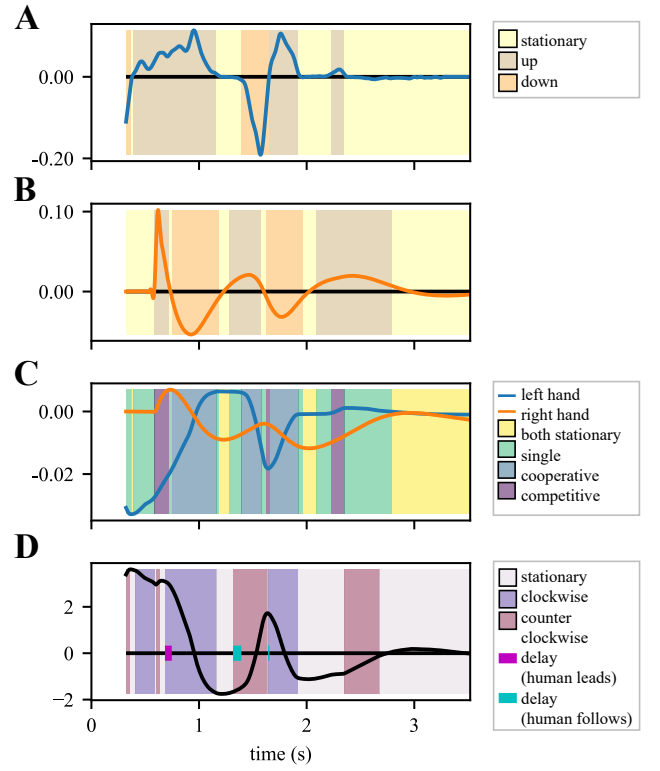 A
0.00
-0.20
stationary
up
down
B
0.10
0.00
C
0.00
-0.02
left hand
right hand
both stationary
single
cooperative
competitive
D
2
0
−2
0
1
2
3
time (s)
stationary
clockwise
counter
clockwise
delay
(human leads)
delay
(human follows)